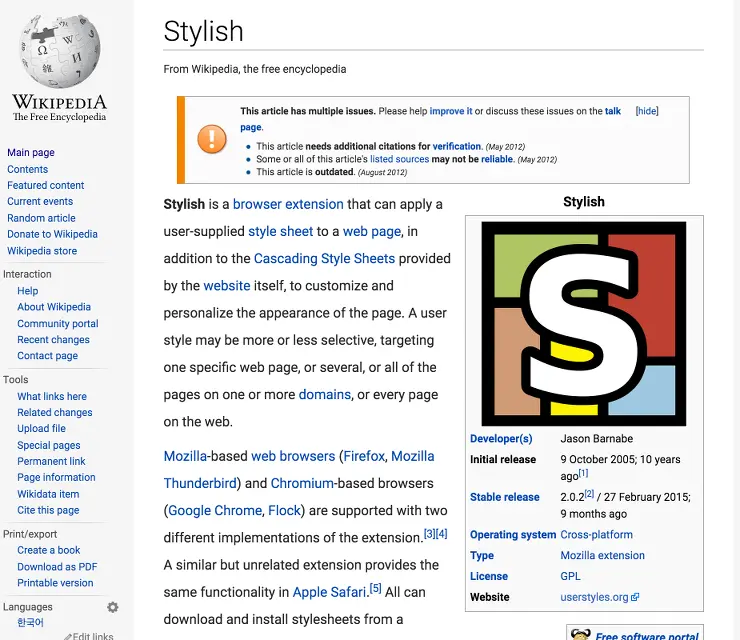 Stylish
From Wikipedia, the free encyclopedia
WIKIPEDIA
The Free Encyclopedia
Main page
Contents
Featured content
Current events
Random article
Donate to Wikipedia
Wikipedia store
Interaction
Help
About Wikipedia
Community portal
Recent changes
Contact page
Tools
What links here
Related changes
Upload file
Special pages
Permanent link
Page information
Wikidata item
Cite this page
Print/export
Create a book
Download as PDF
Printable version
Languages
한국어
Edit links
This article has multiple issues. Please help improve it or discuss these issues on the talk [hide]
page.
This article needs additional citations for verification. (May 2012)
Some or all of this article's listed sources may not be reliable. (May 2012)
This article is outdated. (August 2012)
Stylish is a browser extension that can apply a
user-supplied style sheet to a web page, in
addition to the Cascading Style Sheets provided
by the website itself, to customize and
personalize the appearance of the page. A user
style may be more or less selective, targeting
one specific web page, or several, or all of the
pages on one or more domains, or every page
on the web.
Mozilla-based web browsers (Firefox, Mozilla
Thunderbird) and Chromium-based browsers
(Google Chrome, Flock) are supported with two
different implementations of the extension.[3][4]
A similar but unrelated extension provides the
same functionality in Apple Safari.[5] All can
download and install stylesheets from a
Stylish
S
Developer(s) Jason Barnabe
Initial release 9 October 2005; 10 years
ago[1]
Stable release 2.0.2[2] / 27 February 2015;
9 months ago
Operating system Cross-platform
Type Mozilla extension
License GPL
Website userstyles.org
Free software portal